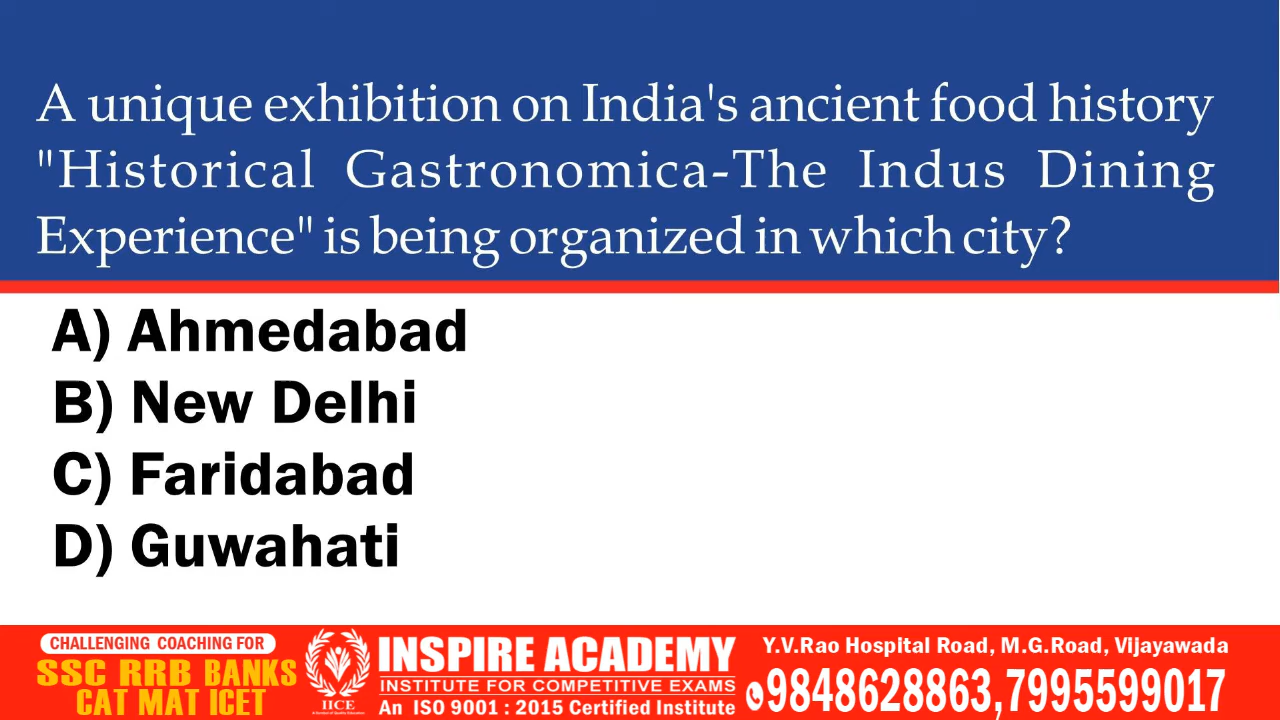 A unique exhibition on India's ancient food history
"Historical Gastronomica-The Indus Dining
Experience" is being organized in which city?
A) Ahmedabad
B) New Delhi
C) Faridabad
D) Guwahati
CHALLENGING COACHING FOR
SSC RRB BANKS
CAT MAT ICET
IICE
INSPIRE ACADEMY
INSTITUTE FOR COMPETITIVE EXAMS
An ISO 9001 : 2015 Certified Institute
Y.V.Rao Hospital Road, M.G.Road, Vijayawada
9848628863,7995599017